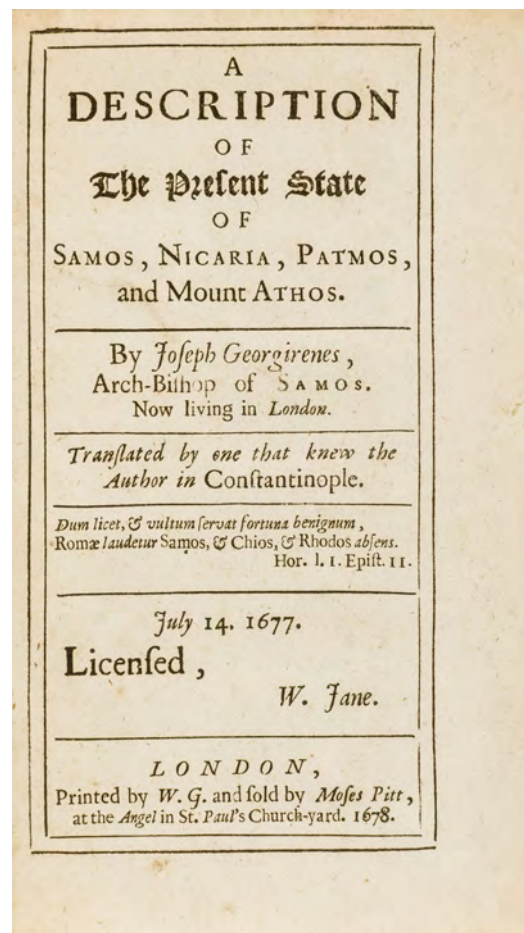 A
DESCRIPTION
OF
The Preſent State
OF
SAMOS, NICARIA, PATMOS,
and Mount ATHOS.
By Joſeph Georgirenes,
Arch-Biſhop of SAMOS.
Now living in London.
Tranſlated by one that knew the
Author in Conſtantinople.
Dum licet, & vultum ſervat fortuna benignum,
Romæ laudetur Samos, & Chios, & Rhodos abſens.
Hor. l. 1. Epiſt. 11.
July 14. 1677.
Licenſed,
W. Jane.
LONDON,
Printed by W. G. and ſold by Moſes Pitt,
at the Angel in St. Paul's Church-yard. 1678.